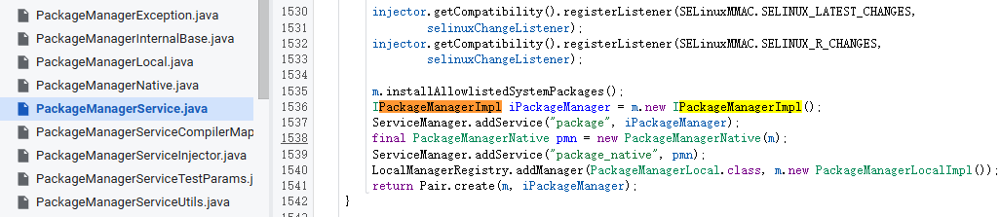 PackageManagerException.java
PackageManagerInternalBase.java
PackageManagerLocal.java
PackageManagerNative.java
PackageManagerService.java
PackageManagerServiceCompilerMap
PackageManagerServiceInjector.java
PackageManagerServiceTestParams.j
PackageManagerServiceUtils.java
1530 injector.getCompatibility().registerListener(SELinuxMMAC.SELINUX_LATEST_CHANGES,
1531 selinuxChangeListener);
1532 injector.getCompatibility().registerListener(SELinuxMMAC.SELINUX_R_CHANGES,
1533 selinuxChangeListener);
1534
1535 m.installAllowlistedSystemPackages();
1536 IPackageManagerImpl iPackageManager = m.new IPackageManagerImpl();
1537 ServiceManager.addService("package", iPackageManager);
1538 final PackageManagerNative pmn = new PackageManagerNative(m);
1539 ServiceManager.addService("package_native", pmn);
1540 LocalManagerRegistry.addManager(PackageManagerLocal.class, m.new PackageManagerLocalImpl());
1541 return Pair.create(m, iPackageManager);
1542 }